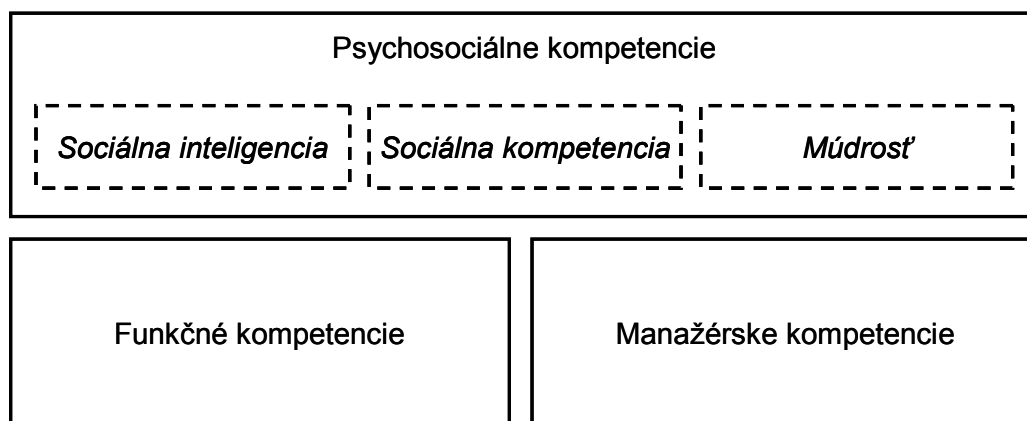 Psychosociálne kompetencie
Sociálna inteligencia
Sociálna kompetencia
Múdrosť
Funkčné kompetencie
Manažérske kompetencie